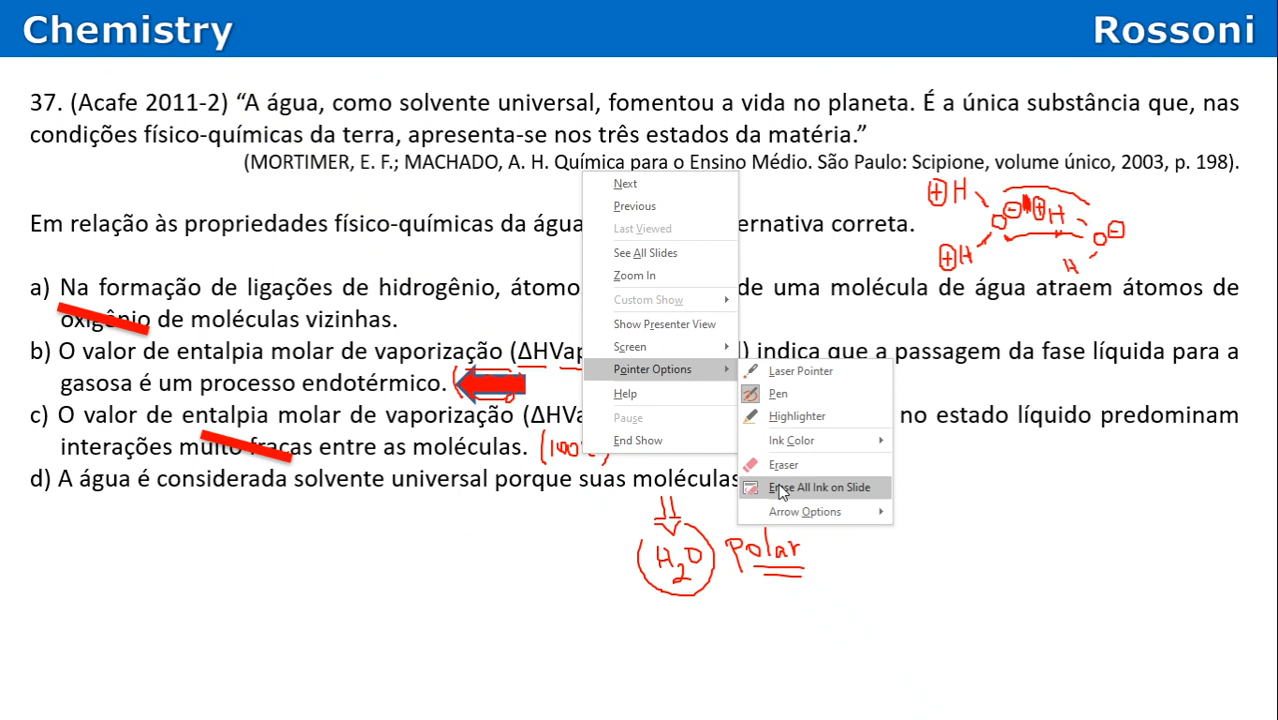 Chemistry
Rossoni
37. (Acafe 2011-2) “A água, como solvente universal, fomentou a vida no planeta. É a única substância que, nas
condições físico-químicas da terra, apresenta-se nos três estados da matéria.”
(MORTIMER, E. F.; MACHADO, A. H. Química para o Ensino Médio. São Paulo: Scipione, volume único, 2003, p. 198).
Em relação às propriedades físico-químicas da água
ternativa correta.
a) Na formação de ligações de hidrogênio, átomo
de uma molécula de água atraem átomos de
oxigênio de moléculas vizinhas.
b) O valor de entalpia molar de vaporização (ΔHVap
l) indica que a passagem da fase líquida para a
gasosa é um processo endotérmico.
c) O valor de entalpia molar de vaporização (ΔHVa
no estado líquido predominam
interações muito fracas entre as moléculas.
d) A água é considerada solvente universal porque suas moléculas
Next
Previous
Last Viewed
See All Slides
Zoom In
Custom Show
Show Presenter View
Screen
Pointer Options
Help
Pause
End Show
Laser Pointer
Pen
Highlighter
Ink Color
Eraser
Erase All Ink on Slide
Arrow Options
+ H
O - + H
+ H
O -
H
(100
H2O
polar